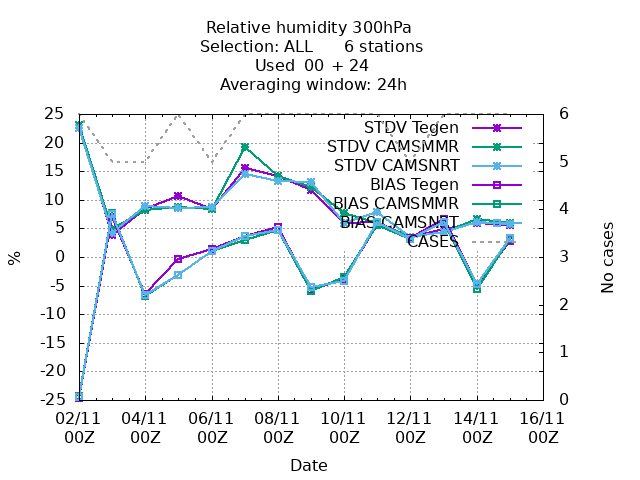 Relative humidity 300hPa
Selection: ALL 6 stations
Used 00 + 24
Averaging window: 24h
25
20
15
10
5
0
-5
-10
-15
-20
-25
%
6
5
4
3
2
1
0
No cases
STDV Tegen
STDV CAMSMMR
STDV CAMSNRT
BIAS Tegen
BIAS CAMSMMR
BIAS CAMSNRT
CASES
02/11 04/11 06/11 08/11 10/11 12/11 14/11 16/11
00Z 00Z 00Z 00Z 00Z 00Z 00Z 00Z
Date